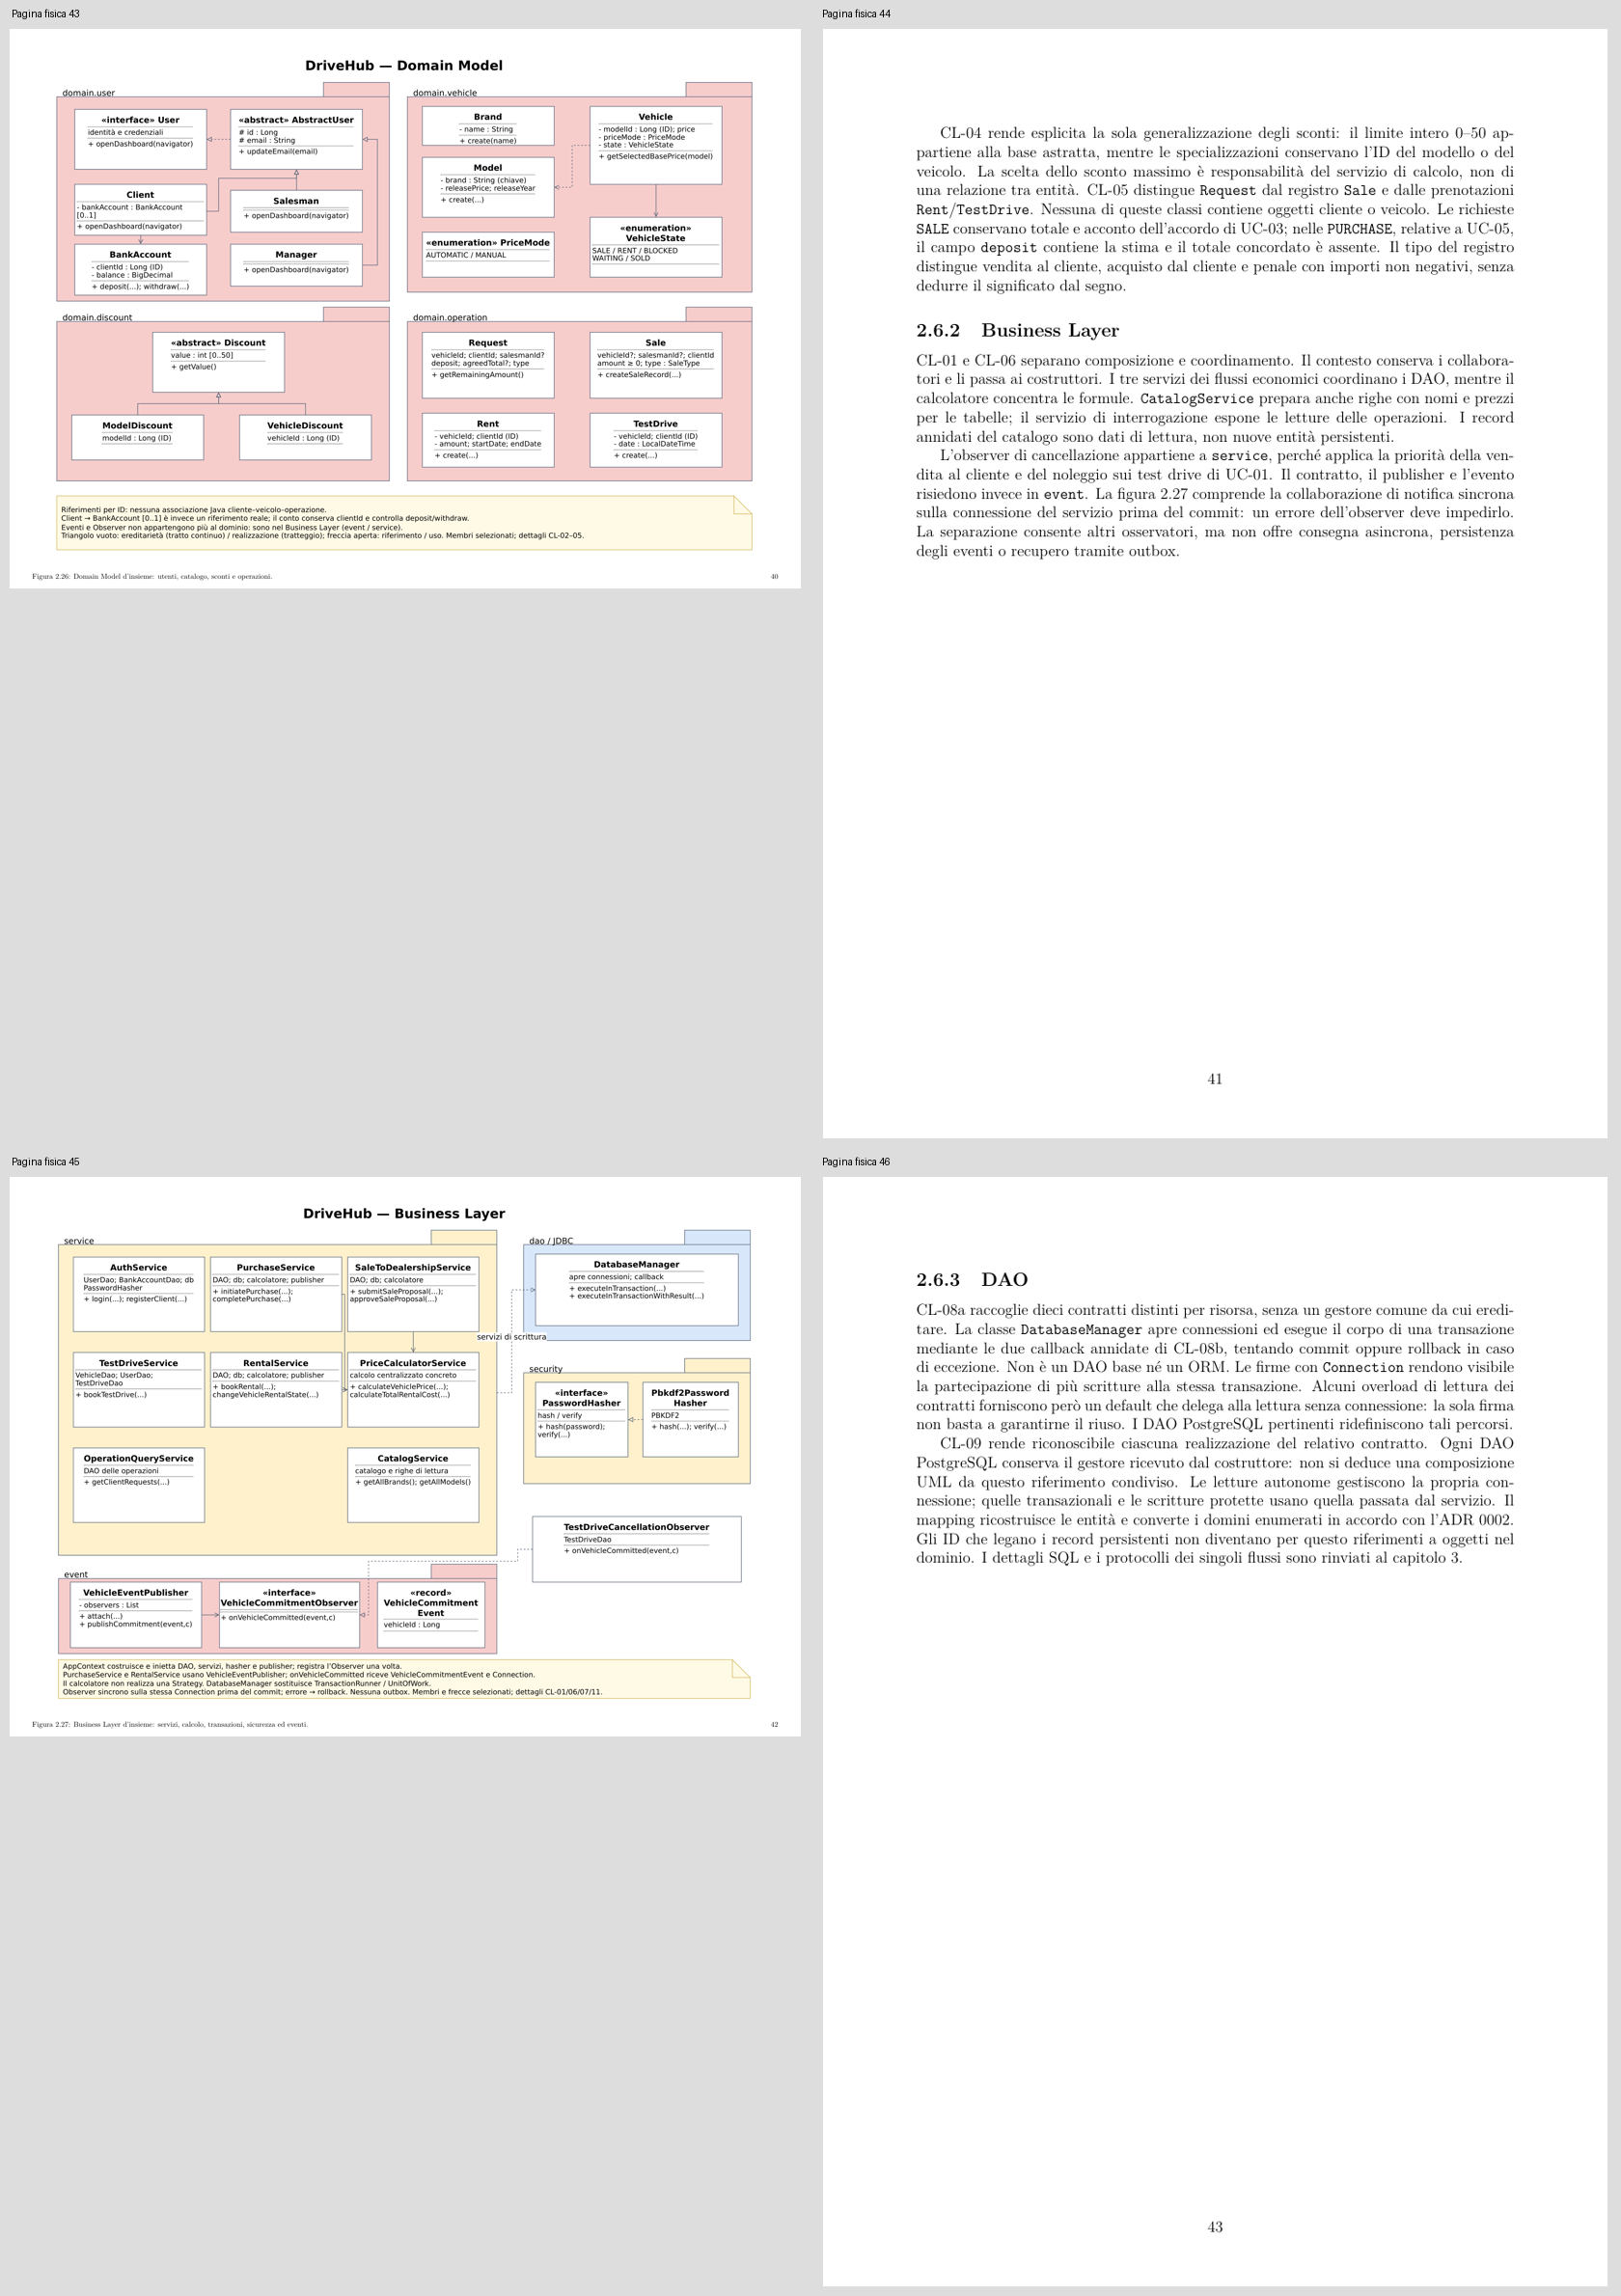 Pagina fisica 43
DriveHub — Domain Model
domain.user
«interface» User
identità e credenziali
+ openDashboard(navigator)
«abstract» AbstractUser
# id : Long
# email : String
+ updateEmail(email)
Client
- bankAccount : BankAccount
[0..1]
+ openDashboard(navigator)
Salesman
+ openDashboard(navigator)
BankAccount
- clientId : Long (ID)
- balance : BigDecimal
+ deposit(...); withdraw(...)
Manager
+ openDashboard(navigator)
domain.vehicle
Brand
- name : String
+ create(name)
Vehicle
- modelId : Long (ID); price
- priceMode : PriceMode
- state : VehicleState
+ getSelectedBasePrice(model)
Model
- brand : String (chiave)
- releasePrice; releaseYear
+ create(...)
«enumeration» PriceMode
AUTOMATIC / MANUAL
«enumeration»
VehicleState
SALE / RENT / BLOCKED
WAITING / SOLD
domain.discount
«abstract» Discount
value : int [0..50]
+ getValue()
ModelDiscount
modelId : Long (ID)
VehicleDiscount
vehicleId : Long (ID)
domain.operation
Request
vehicleId; clientId; salesmanId?
deposit; agreedTotal?; type
+ getRemainingAmount()
Sale
vehicleId?; salesmanId?; clientId
amount ≥ 0; type : SaleType
+ createSaleRecord(...)
Rent
- vehicleId; clientId (ID)
- amount; startDate; endDate
+ create(...)
TestDrive
- vehicleId; clientId (ID)
- date : LocalDateTime
+ create(...)
Riferimenti per ID: nessuna associazione Java cliente–veicolo–operazione.
Client → BankAccount [0..1] è invece un riferimento reale; il conto conserva clientId e controlla deposit/withdraw.
Eventi e Observer non appartengono più al dominio: sono nel Business Layer (event / service).
Triangolo vuoto: ereditarietà (tratto continuo) / realizzazione (tratteggio); freccia aperta: riferimento / uso. Membri selezionati; dettagli CL-02–05.
Figura 2.26: Domain Model d'insieme: utenti, catalogo, sconti e operazioni.
40
Pagina fisica 44
CL-04 rende esplicita la sola generalizzazione degli sconti: il limite intero 0–50 ap-
partiene alla base astratta, mentre le specializzazioni conservano l'ID del modello o del
veicolo. La scelta dello sconto massimo è responsabilità del servizio di calcolo, non di
una relazione tra entità. CL-05 distingue Request dal registro Sale e dalle prenotazioni
Rent/TestDrive. Nessuna di queste classi contiene oggetti cliente o veicolo. Le richieste
SALE conservano totale e acconto dell'accordo di UC-03; nelle PURCHASE, relative a UC-05,
il campo deposit contiene la stima e il totale concordato è assente. Il tipo del registro
distingue vendita al cliente, acquisto dal cliente e penale con importi non negativi, senza
dedurre il significato dal segno.
2.6.2 Business Layer
CL-01 e CL-06 separano composizione e coordinamento. Il contesto conserva i collabora-
tori e li passa ai costruttori. I tre servizi dei flussi economici coordinano i DAO, mentre il
calcolatore concentra le formule. CatalogService prepara anche righe con nomi e prezzi
per le tabelle; il servizio di interrogazione espone le letture delle operazioni. I record
annidati del catalogo sono dati di lettura, non nuove entità persistenti.
L'observer di cancellazione appartiene a service, perché applica la priorità della ven-
dita al cliente e del noleggio sui test drive di UC-01. Il contratto, il publisher e l'evento
risiedono invece in event. La figura 2.27 comprende la collaborazione di notifica sincrona
sulla connessione del servizio prima del commit: un errore dell'observer deve impedirlo.
La separazione consente altri osservatori, ma non offre consegna asincrona, persistenza
degli eventi o recupero tramite outbox.
41
Pagina fisica 45
DriveHub — Business Layer
service
AuthService
UserDao; BankAccountDao; db
PasswordHasher
+ login(...); registerClient(...)
PurchaseService
DAO; db; calcolatore; publisher
+ initiatePurchase(...);
completePurchase(...)
SaleToDealershipService
DAO; db; calcolatore
+ submitSaleProposal(...);
approveSaleProposal(...)
TestDriveService
VehicleDao; UserDao;
TestDriveDao
+ bookTestDrive(...)
RentalService
DAO; db; calcolatore; publisher
+ bookRental(...);
changeVehicleRentalState(...)
PriceCalculatorService
calcolo centralizzato concreto
+ calculateVehiclePrice(...);
calculateTotalRentalCost(...)
OperationQueryService
DAO delle operazioni
+ getClientRequests(...)
CatalogService
catalogo e righe di lettura
+ getAllBrands(); getAllModels()
servizi di scrittura
dao / JDBC
DatabaseManager
apre connessioni; callback
+ executeInTransaction(...)
+ executeInTransactionWithResult(...)
security
«interface»
PasswordHasher
hash / verify
+ hash(password);
verify(...)
Pbkdf2Password
Hasher
PBKDF2
+ hash(...); verify(...)
TestDriveCancellationObserver
TestDriveDao
+ onVehicleCommitted(event,c)
event
VehicleEventPublisher
- observers : List
+ attach(...)
+ publishCommitment(event,c)
«interface»
VehicleCommitmentObserver
+ onVehicleCommitted(event,c)
«record»
VehicleCommitment
Event
vehicleId : Long
AppContext costruisce e inietta DAO, servizi, hasher e publisher; registra l'Observer una volta.
PurchaseService e RentalService usano VehicleEventPublisher; onVehicleCommitted riceve VehicleCommitmentEvent e Connection.
Il calcolatore non realizza una Strategy. DatabaseManager sostituisce TransactionRunner / UnitOfWork.
Observer sincrono sulla stessa Connection prima del commit; errore → rollback. Nessuna outbox. Membri e frecce selezionati; dettagli CL-01/06/07/11.
Figura 2.27: Business Layer d'insieme: servizi, calcolo, transazioni, sicurezza ed eventi.
42
Pagina fisica 46
2.6.3 DAO
CL-08a raccoglie dieci contratti distinti per risorsa, senza un gestore comune da cui eredi-
tare. La classe DatabaseManager apre connessioni ed esegue il corpo di una transazione
mediante le due callback annidate di CL-08b, tentando commit oppure rollback in caso
di eccezione. Non è un DAO base né un ORM. Le firme con Connection rendono visibile
la partecipazione di più scritture alla stessa transazione. Alcuni overload di lettura dei
contratti forniscono però un default che delega alla lettura senza connessione: la sola firma
non basta a garantirne il riuso. I DAO PostgreSQL pertinenti ridefiniscono tali percorsi.
CL-09 rende riconoscibile ciascuna realizzazione del relativo contratto. Ogni DAO
PostgreSQL conserva il gestore ricevuto dal costruttore: non si deduce una composizione
UML da questo riferimento condiviso. Le letture autonome gestiscono la propria con-
nessione; quelle transazionali e le scritture protette usano quella passata dal servizio. Il
mapping ricostruisce le entità e converte i domini enumerati in accordo con l'ADR 0002.
Gli ID che legano i record persistenti non diventano per questo riferimenti a oggetti nel
dominio. I dettagli SQL e i protocolli dei singoli flussi sono rinviati al capitolo 3.
43